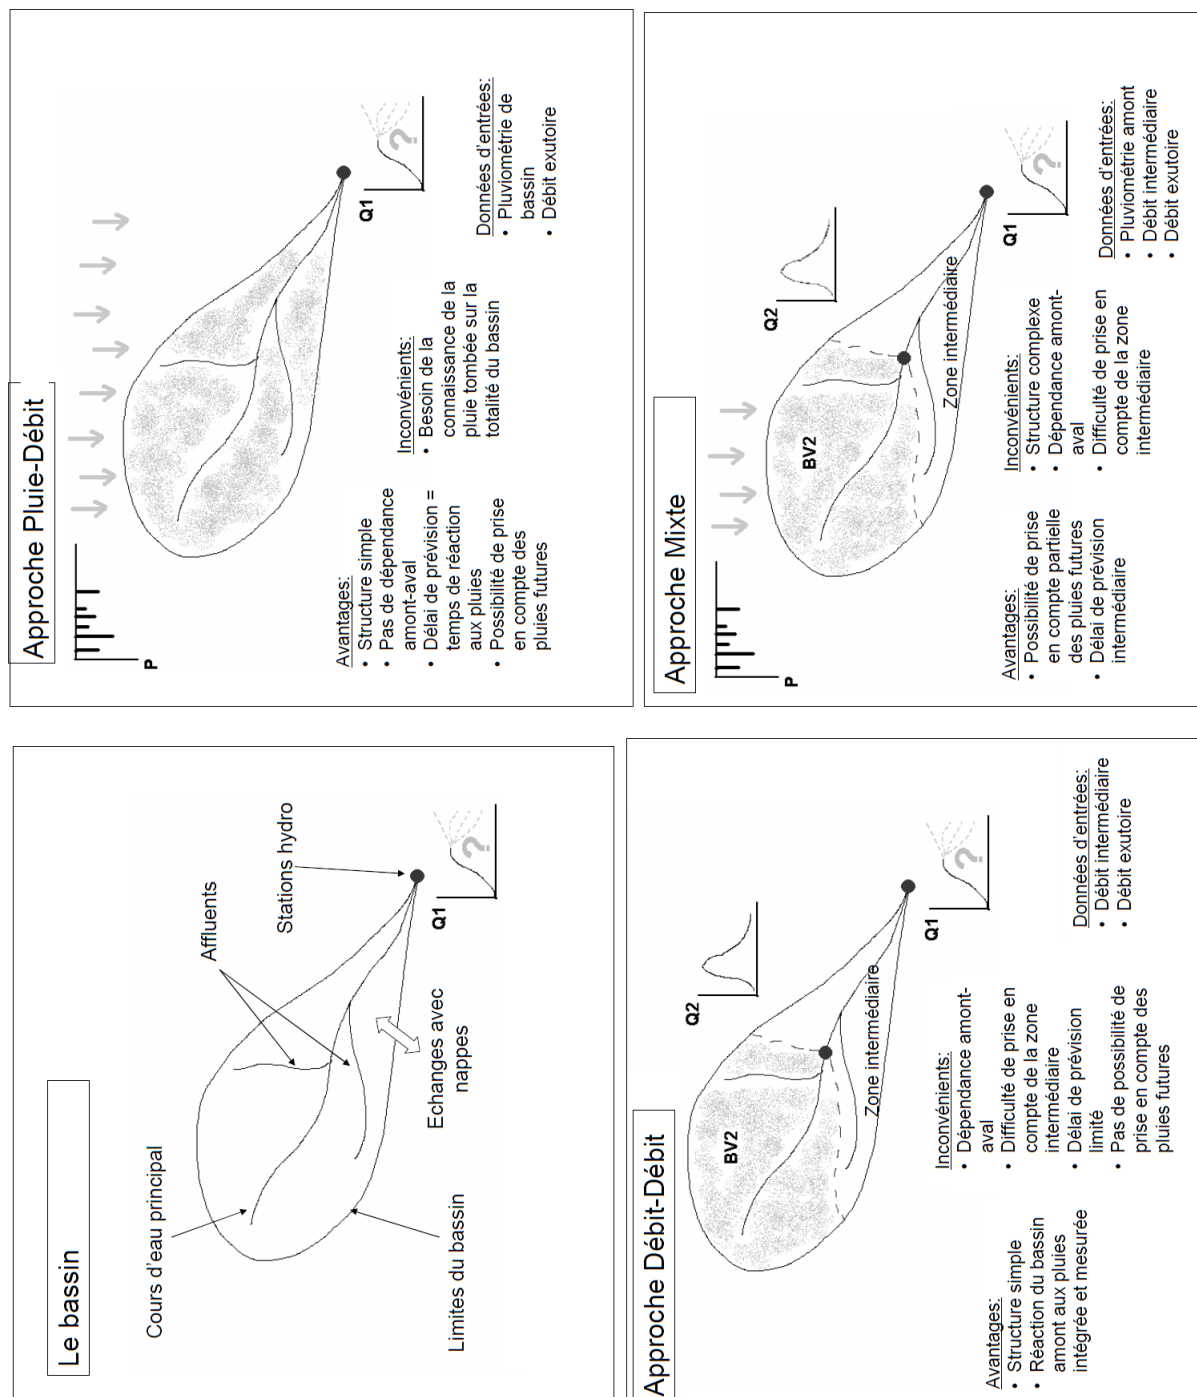 Le bassin
Cours d'eau principal
Affluents
Stations hydro
Limites du bassin
Echanges avec
nappes
Q1
?
Approche Pluie-Débit
P
Q1
?
Avantages:
• Structure simple
• Pas de dépendance
amont-aval
• Délai de prévision =
temps de réaction
aux pluies
• Possibilité de prise
en compte des
pluies futures
Inconvénients:
• Besoin de la
connaissance de la
pluie tombée sur la
totalité du bassin
Données d'entrées:
• Pluviométrie de
bassin
• Débit exutoire
Approche Débit-Débit
BV2
Q2
Zone intermédiaire
Q1
?
Avantages:
• Structure simple
• Réaction du bassin
amont aux pluies
intégrée et mesurée
Inconvénients:
• Dépendance amont-
aval
• Difficulté de prise en
compte de la zone
intermédiaire
• Délai de prévision
limité
• Pas de possibilité de
prise en compte des
pluies futures
Données d'entrées:
• Débit intermédiaire
• Débit exutoire
Approche Mixte
P
BV2
Q2
Zone intermédiaire
Q1
?
Avantages:
• Possibilité de prise
en compte partielle
des pluies futures
• Délai de prévision
intermédiaire
Inconvénients:
• Structure complexe
• Dépendance amont-
aval
• Difficulté de prise en
compte de la zone
intermédiaire
Données d'entrées:
• Pluviométrie amont
• Débit intermédiaire
• Débit exutoire